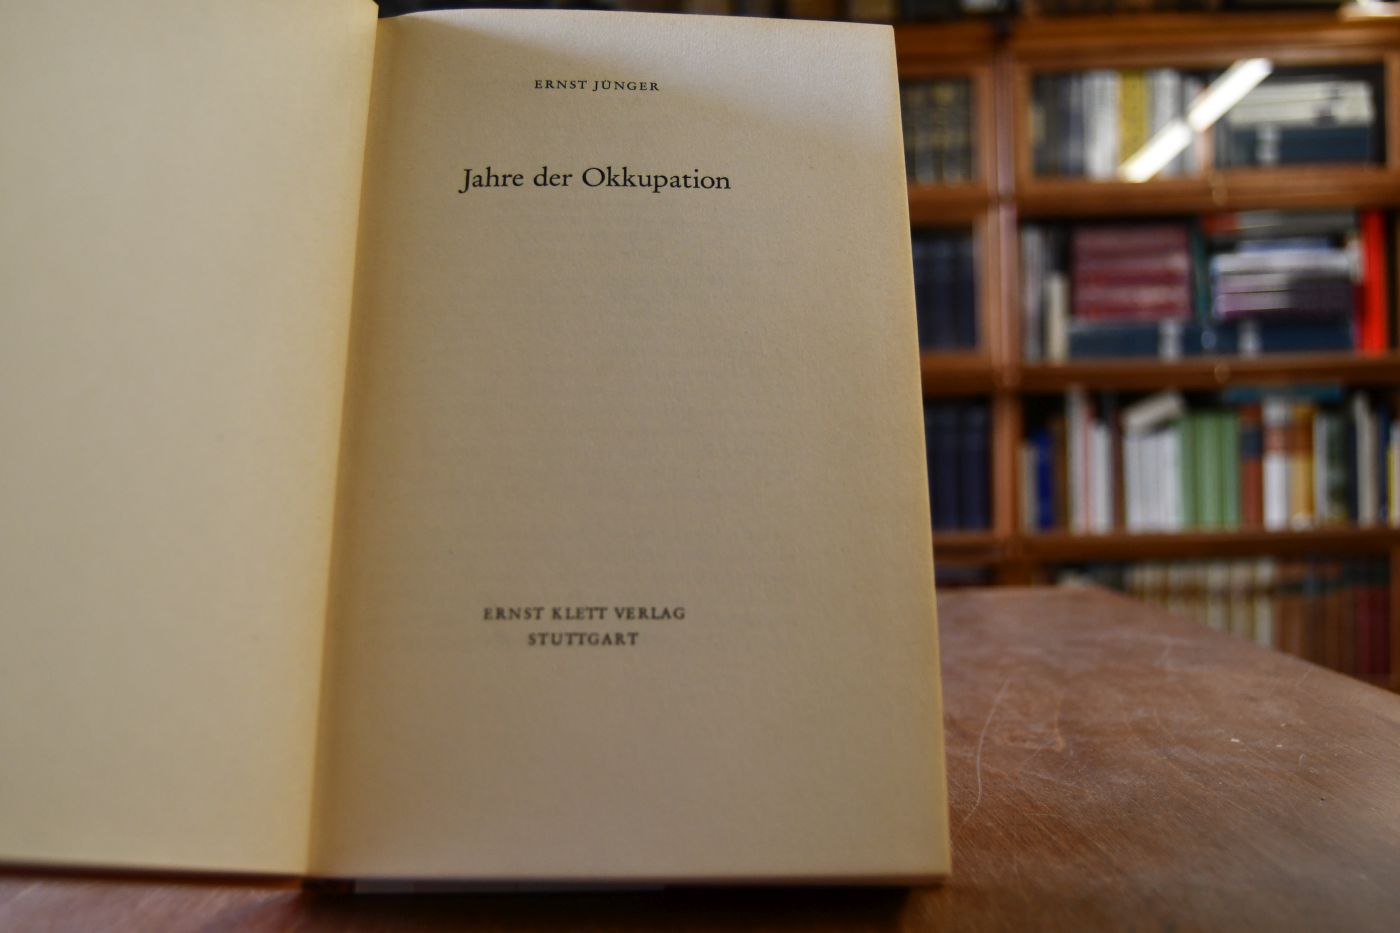 ERNST JÜNGER
Jahre der Okkupation
ERNST KLETT VERLAG
STUTTGART